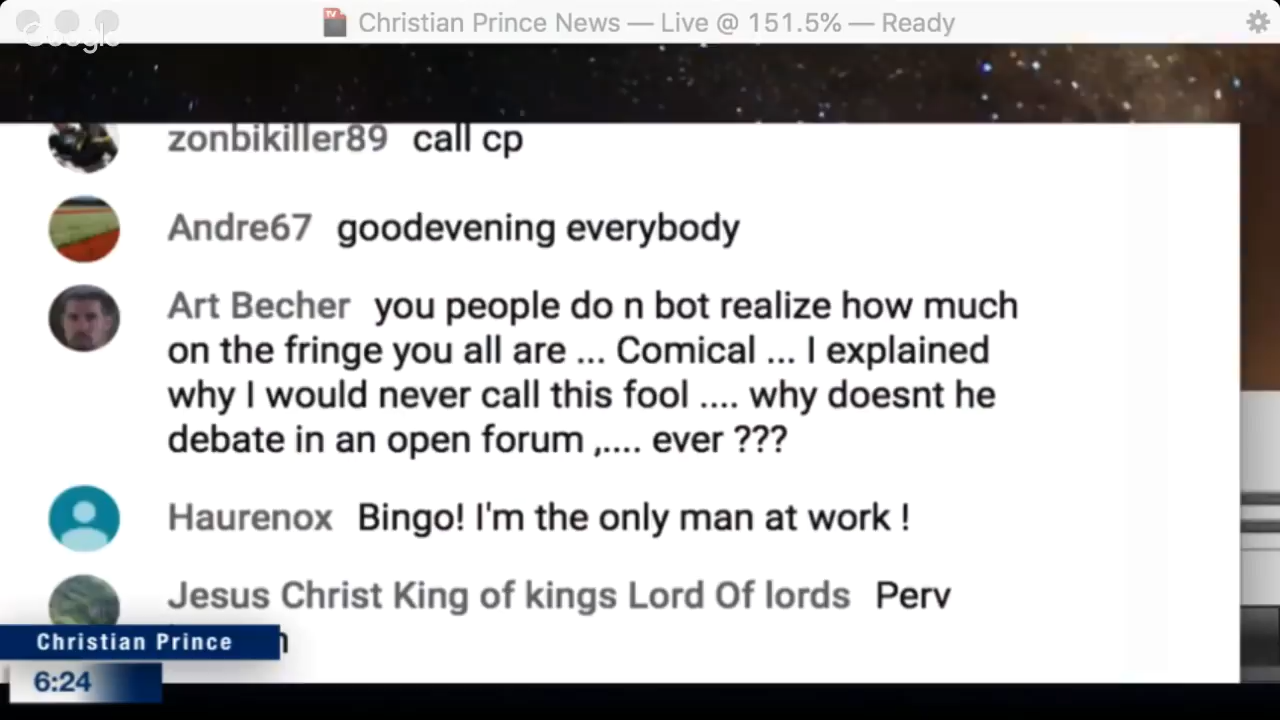 Christian Prince News — Live @ 151.5% — Ready
Google
zonbikiller89 call cp
Andre67 goodevening everybody
Art Becher you people do n bot realize how much
on the fringe you all are ... Comical ... I explained
why I would never call this fool .... why doesnt he
debate in an open forum ,.... ever ???
Haurenox Bingo! I'm the only man at work !
Jesus Christ King of kings Lord Of lords Perv
Christian Prince
6:24